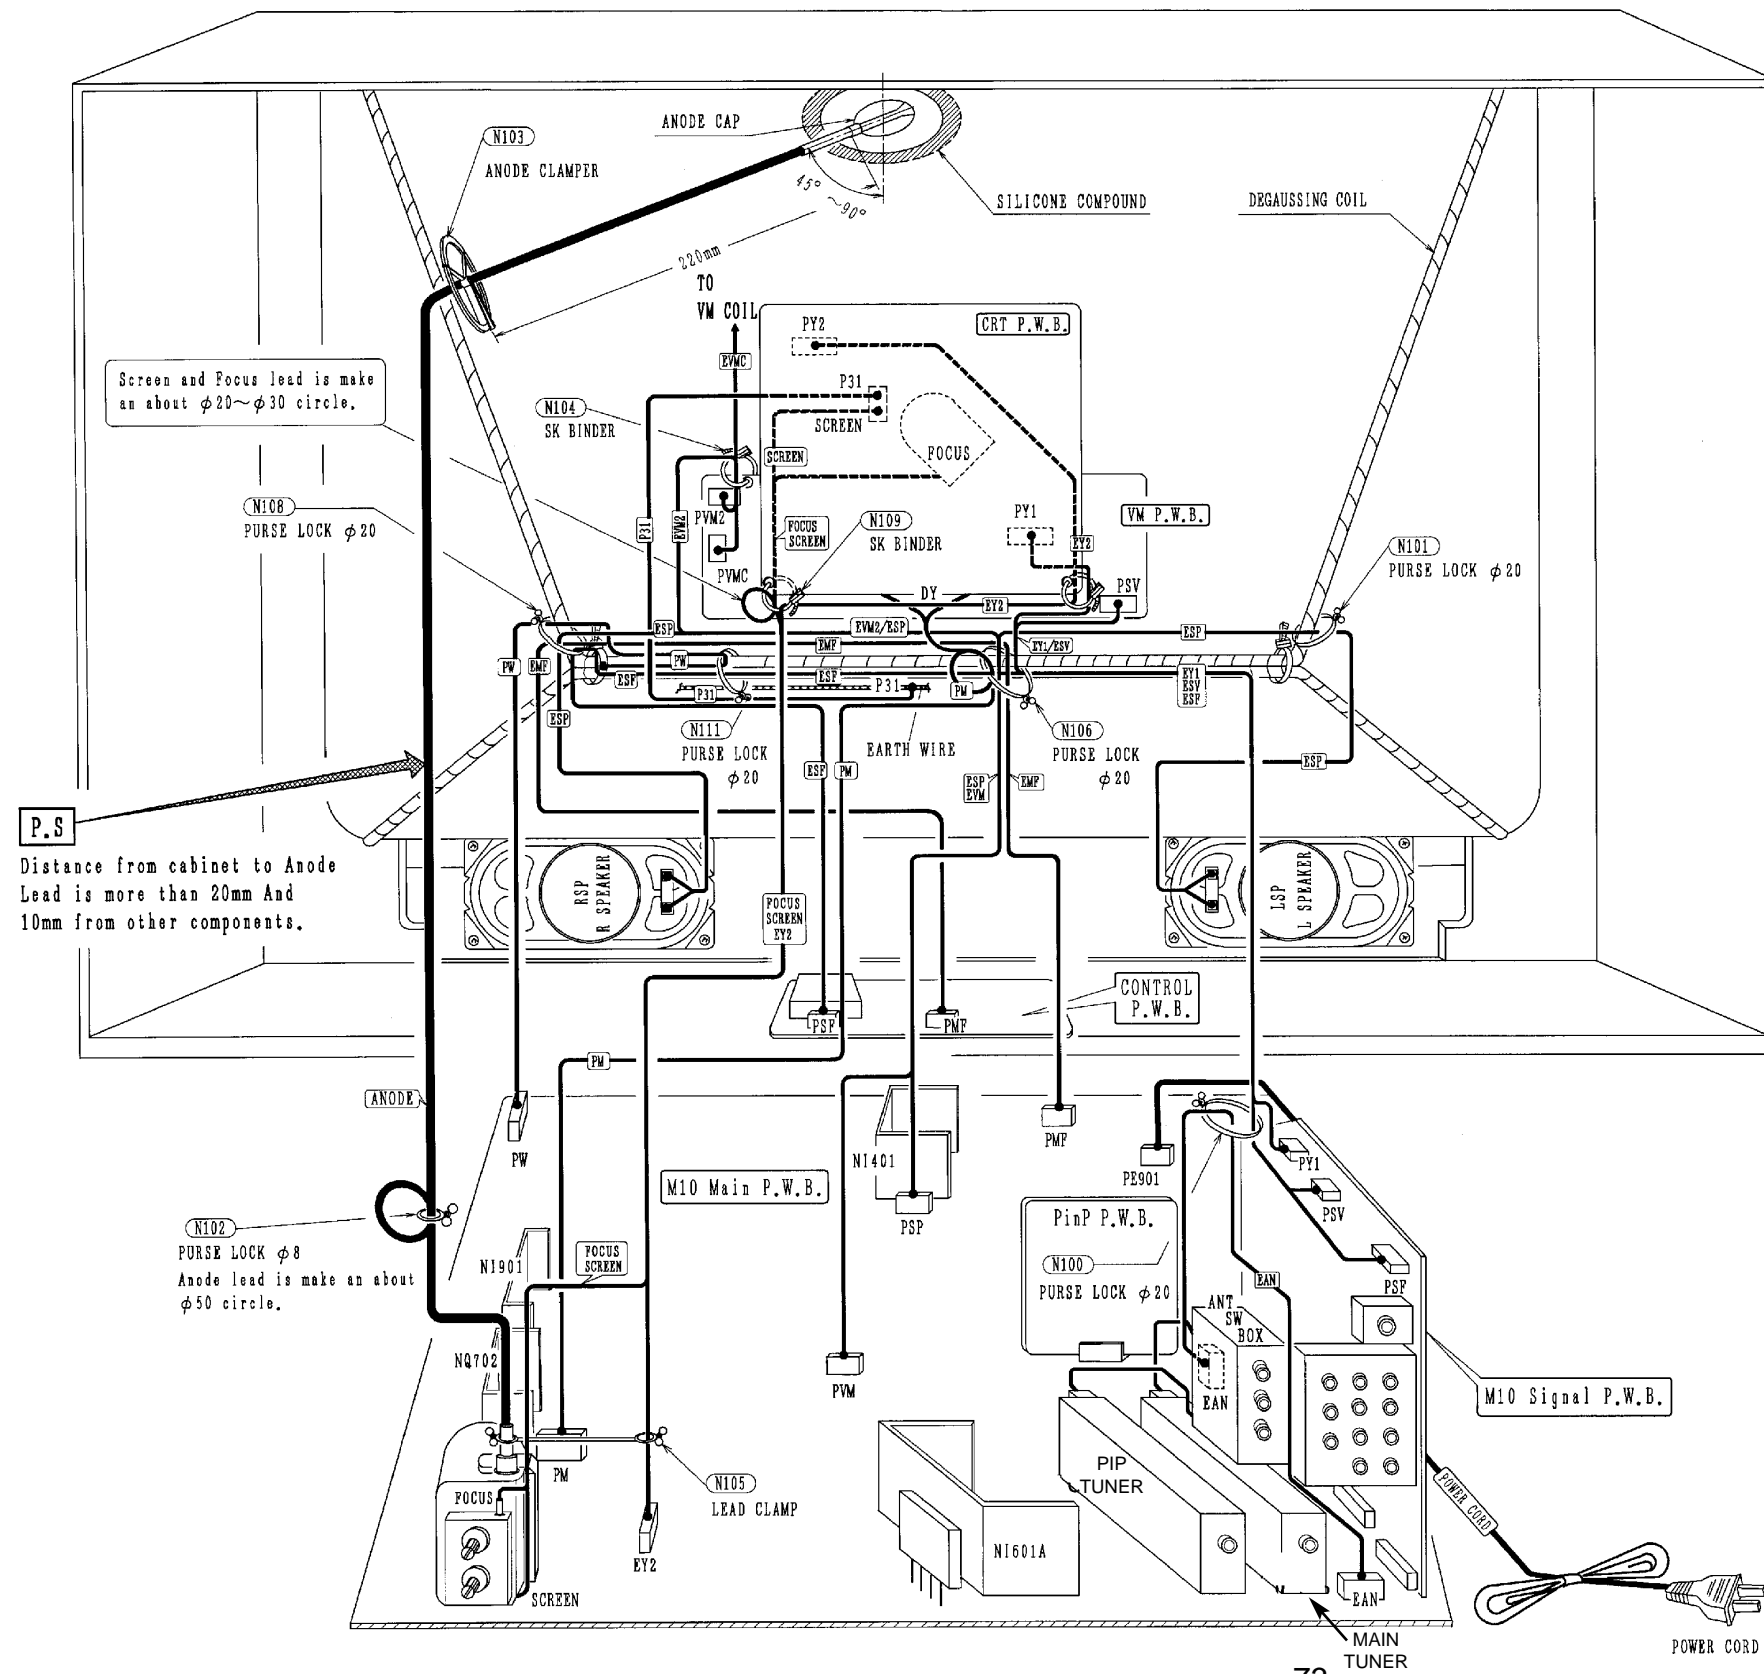 N103
ANODE CLAMPER
ANODE CAP
45°
~90°
SILICONE COMPOUND
DEGAUSSING COIL
220mm
TO
VM COIL
EVMC
PY2
CRT P.W.B.
Screen and Focus lead is make
an about φ20~φ30 circle.
P31
SCREEN
N104
SK BINDER
SCREEN
FOCUS
N108
PURSE LOCK φ20
P31
EVM2
PVM2
FOCUS
SCREEN
N109
SK BINDER
PY1
EY2
VM P.W.B.
N101
PURSE LOCK φ20
PVMC
DY
EY2
PSV
ESP
EVM2/ESP
EMF
EY1/ESV
ESP
PW
EMF
PW
ESF
ESF
P31
P31
PM
EY1
ESV
ESF
ESP
N111
PURSE LOCK
φ20
EARTH WIRE
N106
PURSE LOCK
φ20
ESF
PM
ESP
EVM
EMF
ESP
P.S
Distance from cabinet to Anode
Lead is more than 20mm And
10mm from other components.
RSP
R SPEAKER
FOCUS
SCREEN
EY2
LSP
L SPEAKER
CONTROL
P.W.B.
PSF
PMF
PM
ANODE
PW
PMF
NI401
PE901
PY1
M10 Main P.W.B.
PSP
PSV
PinP P.W.B.
N102
PURSE LOCK φ8
Anode lead is make an about
φ50 circle.
NI901
FOCUS
SCREEN
N100
PURSE LOCK φ20
EAN
PSF
ANT
SW
BOX
NQ702
PVM
EAN
M10 Signal P.W.B.
PM
N105
LEAD CLAMP
PIP
TUNER
POWER CORD
FOCUS
EY2
NI601A
SCREEN
EAN
MAIN
TUNER
POWER CORD